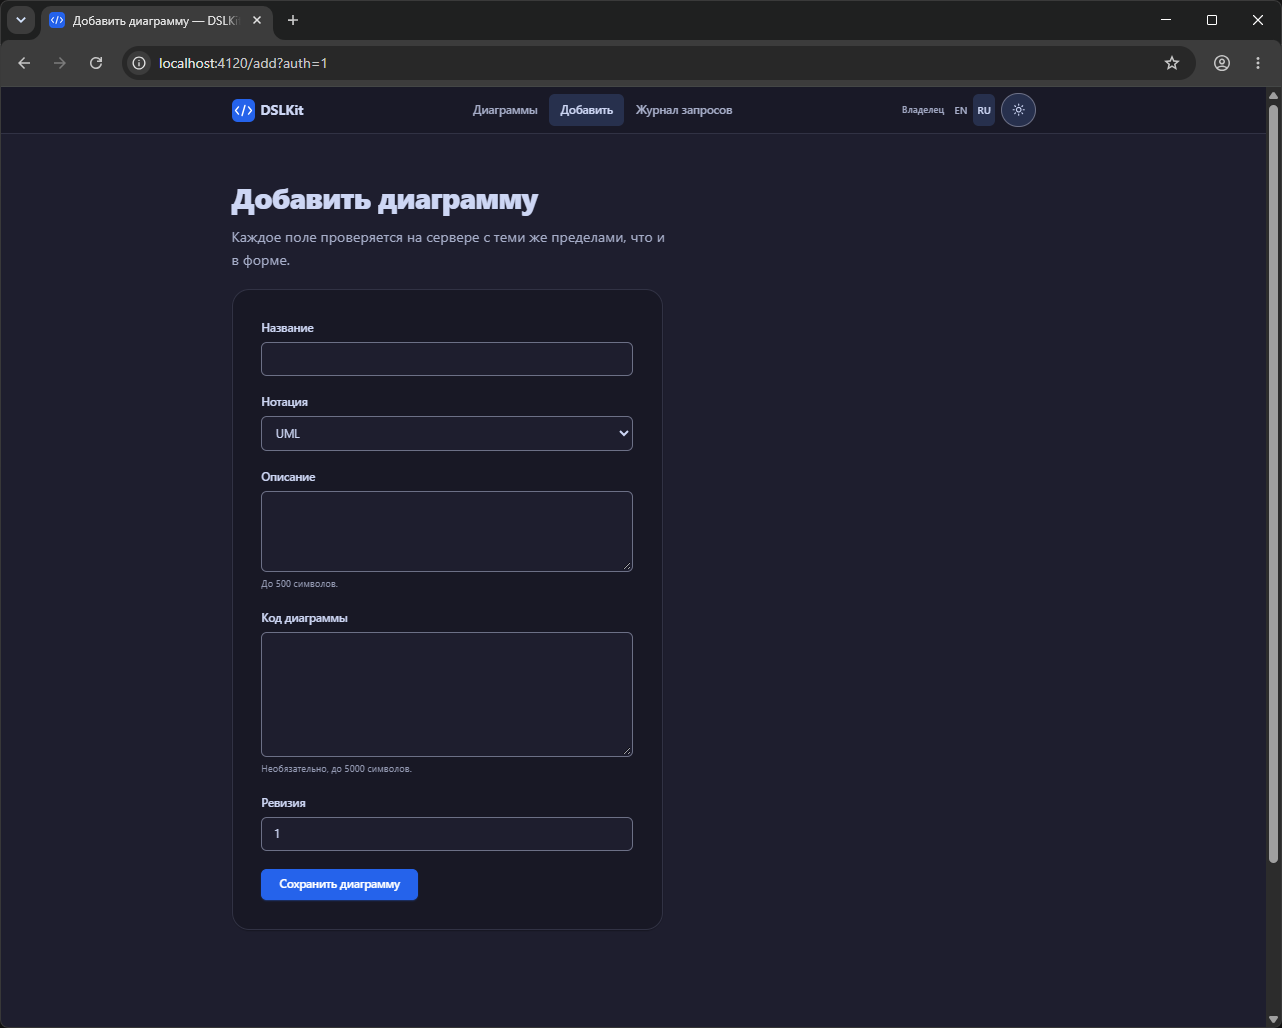 Добавить диаграмму — DSLKi
localhost:4120/add?auth=1
DSLKit
Диаграммы
Добавить
Журнал запросов
Владелец
EN
RU
Добавить диаграмму
Каждое поле проверяется на сервере с теми же пределами, что и
в форме.
Название
Нотация
UML
Описание
До 500 символов.
Код диаграммы
Необязательно, до 5000 символов.
Ревизия
1
Сохранить диаграмму